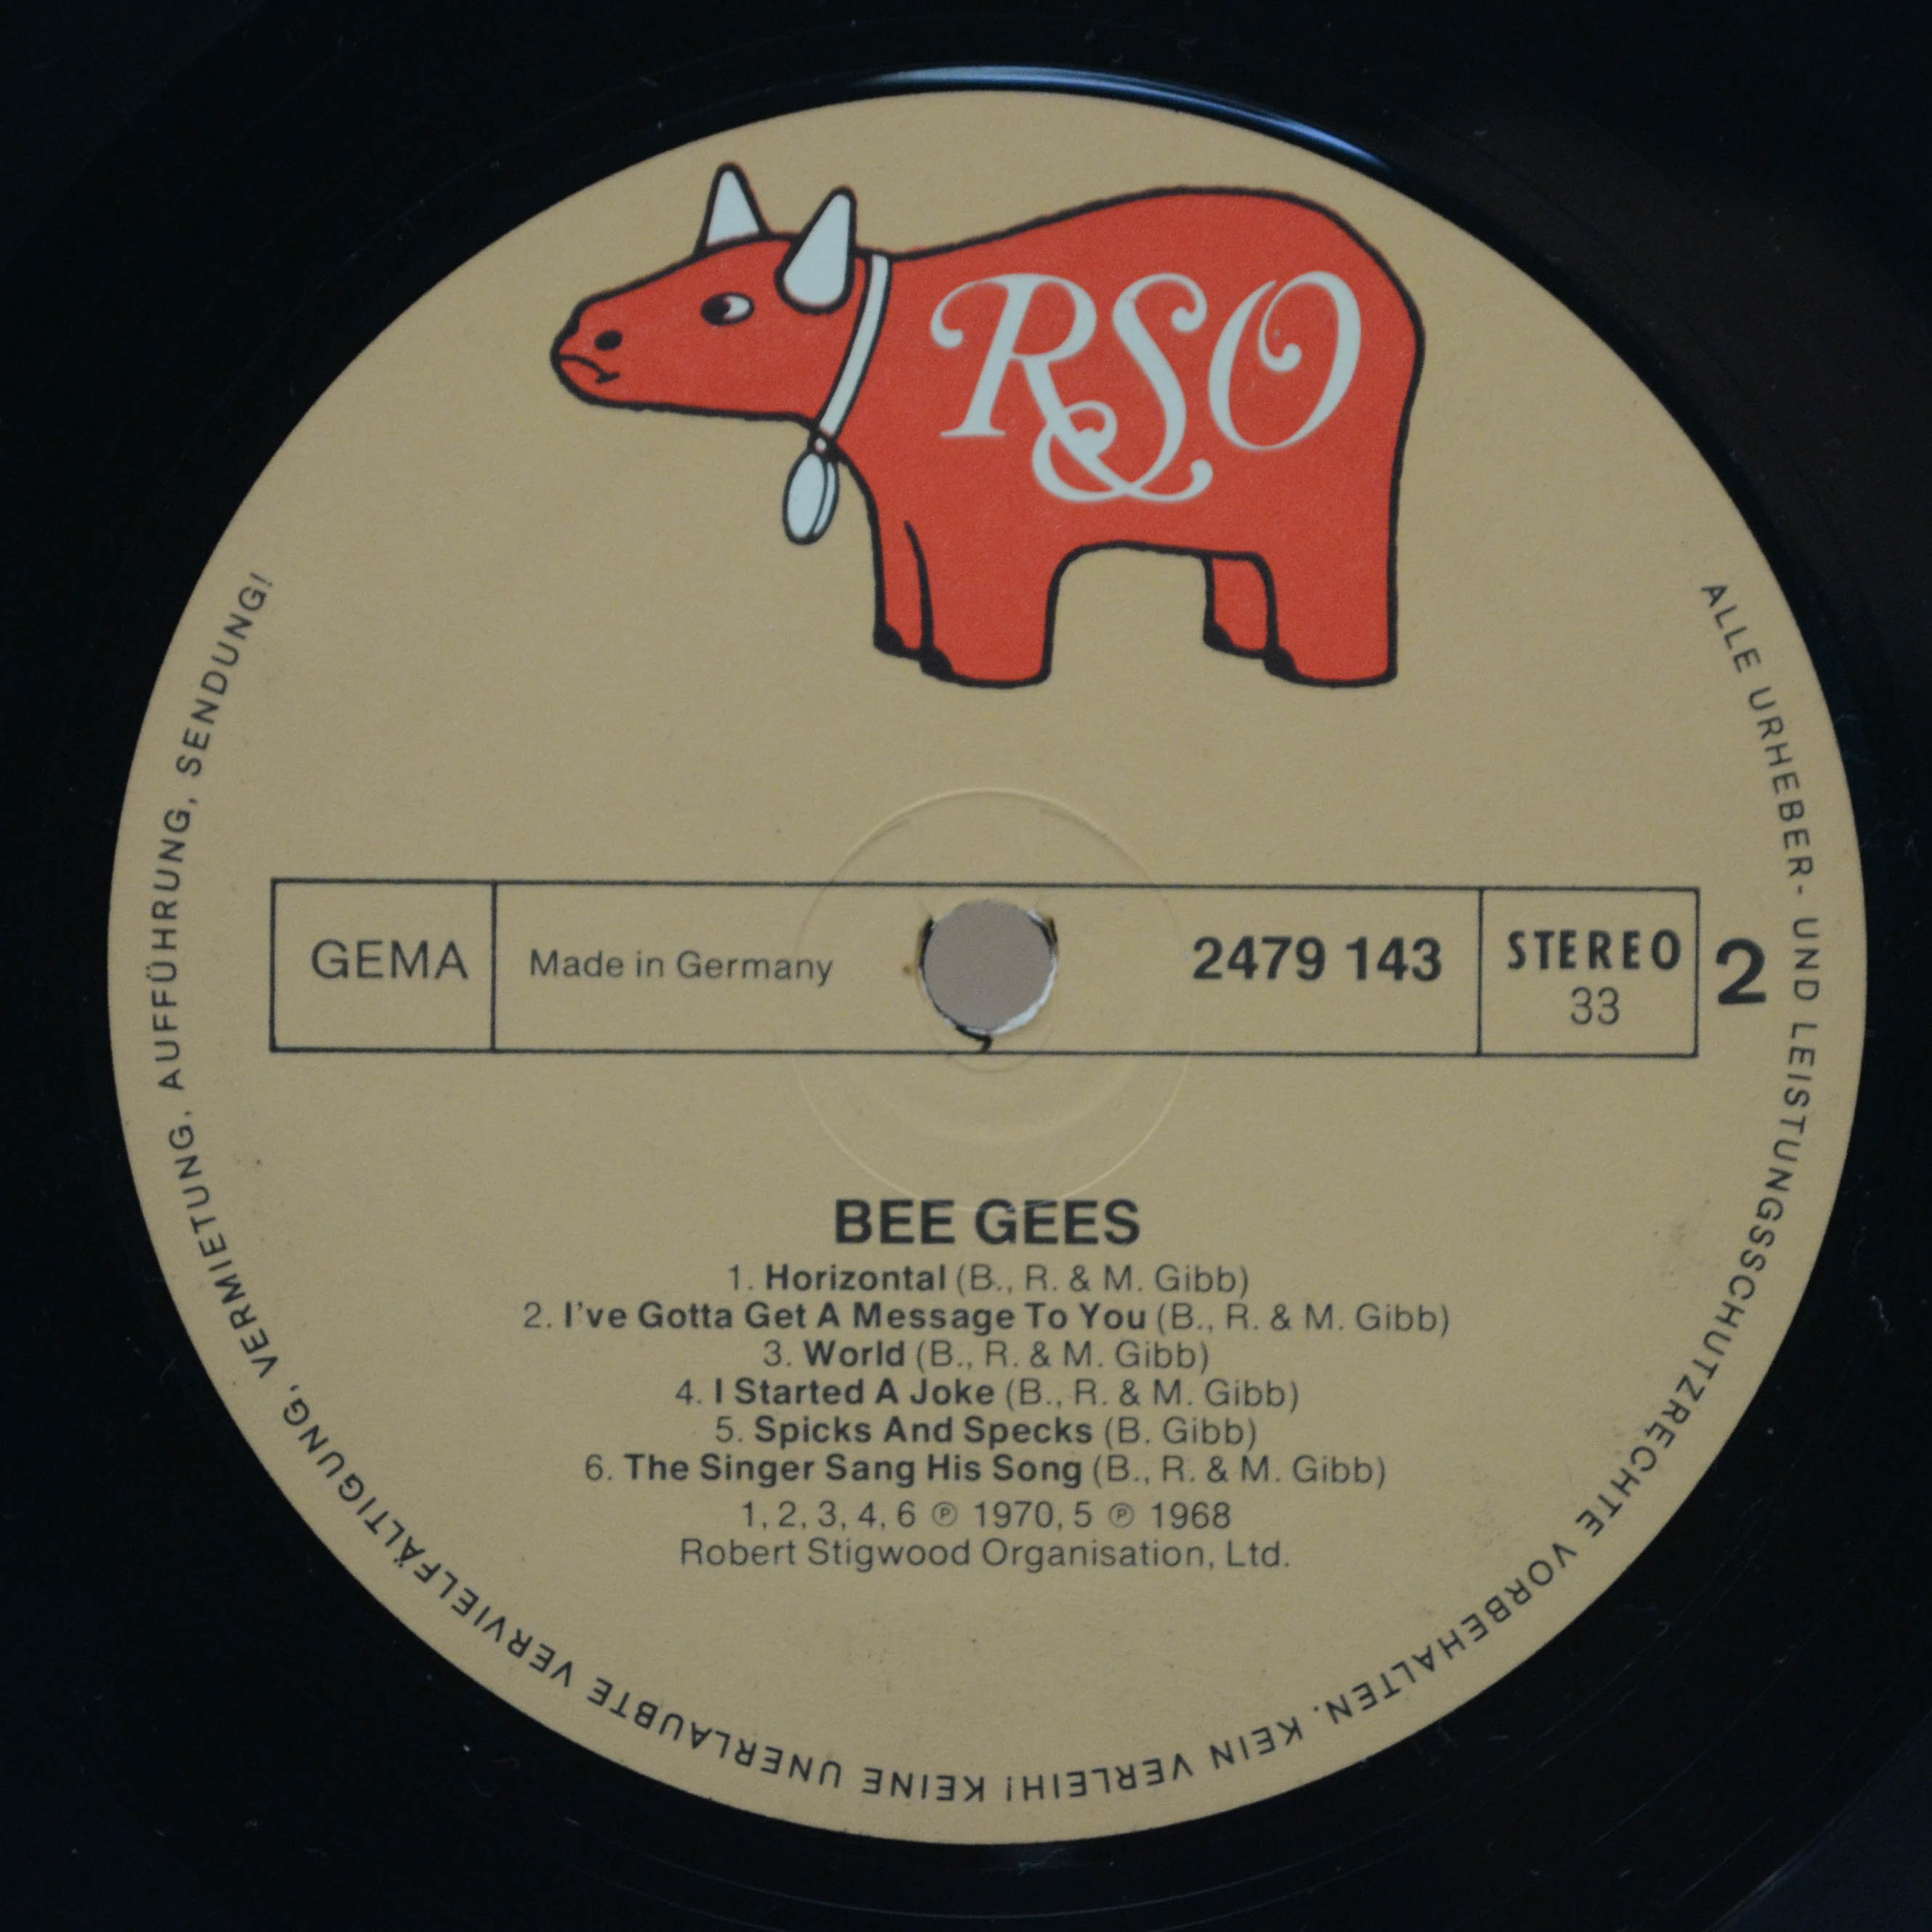 RSO
GEMA
Made in Germany
2479 143
STEREO
33
2
BEE GEES
1. Horizontal (B., R. & M. Gibb)
2. I've Gotta Get A Message To You (B., R. & M. Gibb)
3. World (B., R. & M. Gibb)
4. I Started A Joke (B., R. & M. Gibb)
5. Spicks And Specks (B. Gibb)
6. The Singer Sang His Song (B., R. & M. Gibb)
1, 2, 3, 4, 6 ℗ 1970, 5 ℗ 1968
Robert Stigwood Organisation, Ltd.
ALLE URHEBER- UND LEISTUNGSSCHUTZRECHTE VORBEHALTEN. KEIN VERLEIH! KEINE UNERLAUBTE VERVIELFÄLTIGUNG, VERMIETUNG, AUFFÜHRUNG, SENDUNG!